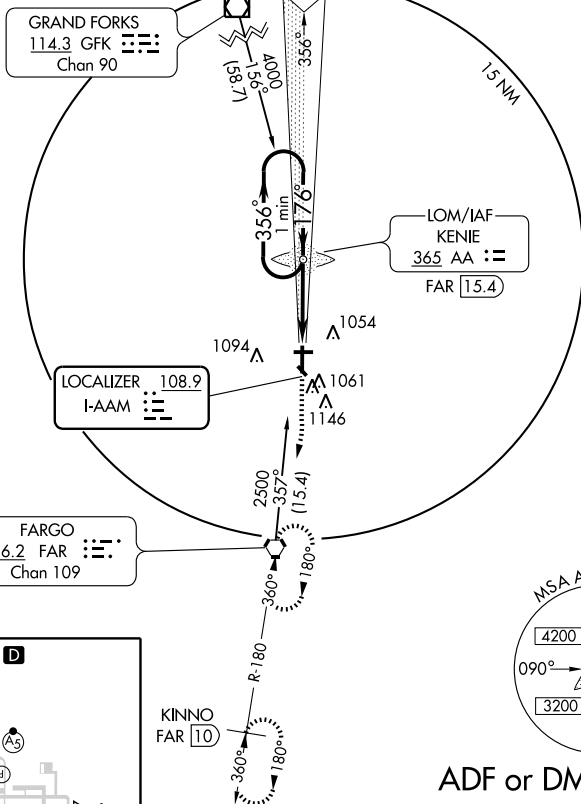 GRAND FORKS
114.3 GFK
Chan 90
4000
156°
(58.7)
356°
15 NM
356°
1 min
176°
LOM/IAF
KENIE
365 AA
FAR 15.4
1054
1094
LOCALIZER 108.9
I-AAM
1061
1146
2500
357°
(15.4)
FARGO
6.2 FAR
Chan 109
180°
360°
R-180
MSA A
4200
090°
3200
D
A5
KINNO
FAR 10
180°
360°
ADF or DM